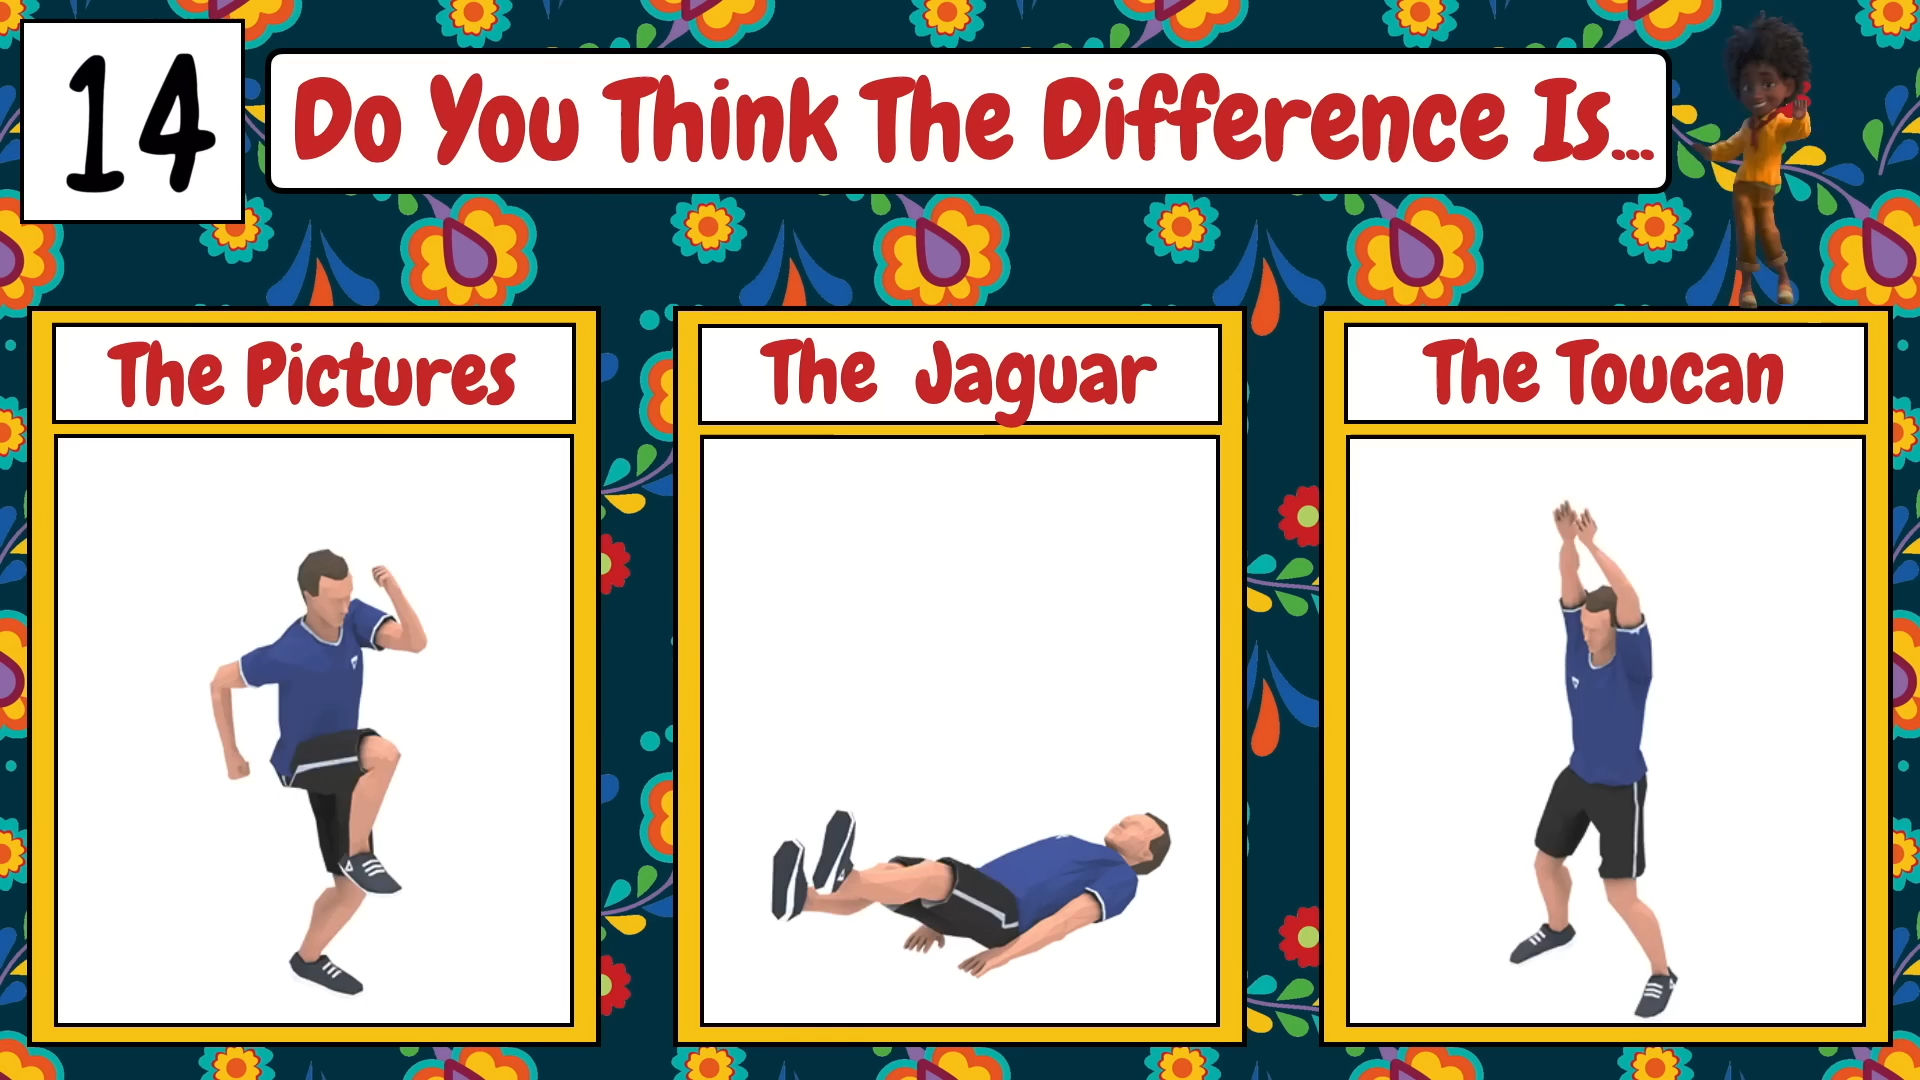 14
Do You Think The Difference Is...
The Pictures
The Jaguar
The Toucan